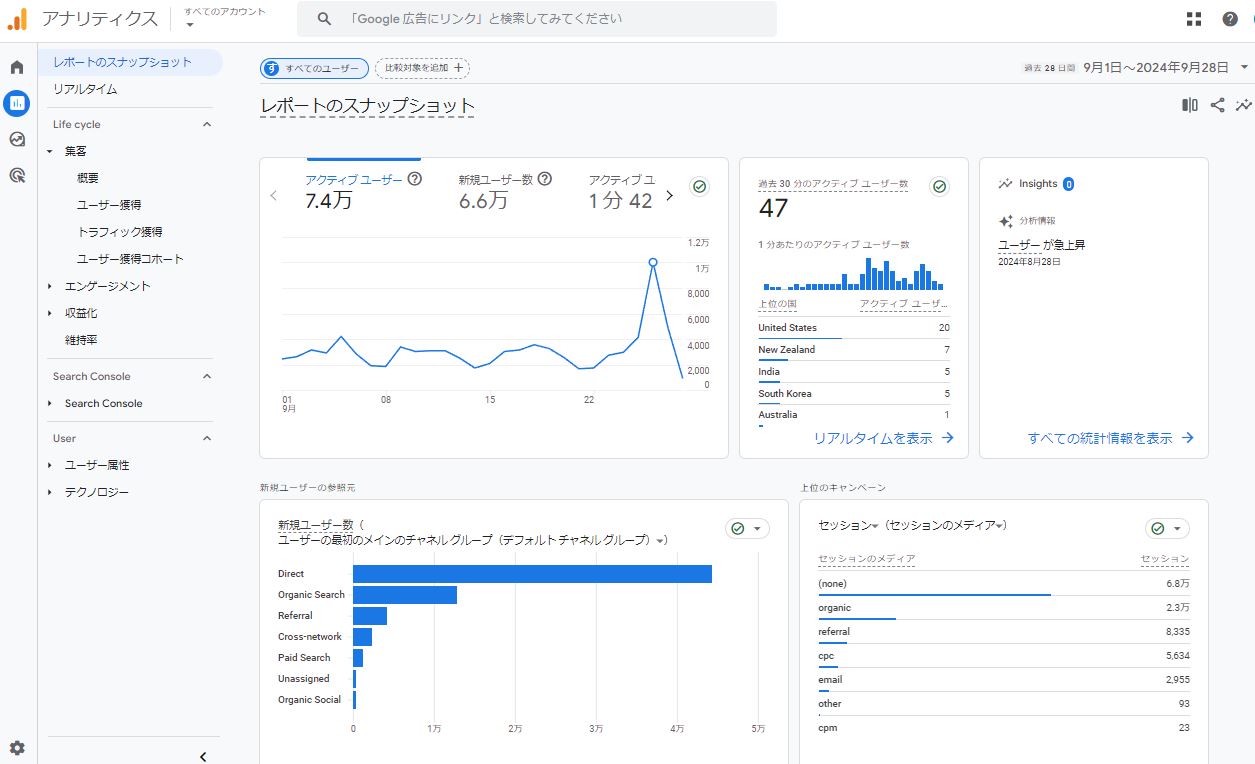 アナリティクス
すべてのアカウント
「Google 広告にリンク」と検索してみてください
レポートのスナップショット
リアルタイム
Life cycle
集客
概要
ユーザー獲得
トラフィック獲得
ユーザー獲得コホート
エンゲージメント
収益化
維持率
Search Console
Search Console
User
ユーザー属性
テクノロジー
す すべてのユーザー
比較対象を追加 +
過去 28 日間 9月1日～2024年9月28日
レポートのスナップショット
アクティブ ユーザー
7.4万
新規ユーザー数
6.6万
アクティブ ユ
1 分 42
1.2万
1万
8,000
6,000
4,000
2,000
0
01
9月
08
15
22
過去 30 分のアクティブ ユーザー数
47
1 分あたりのアクティブ ユーザー数
上位の国 アクティブ ユーザ...
United States 20
New Zealand 7
India 5
South Korea 5
Australia 1
リアルタイムを表示
Insights 0
分析情報
ユーザー が急上昇
2024年8月28日
すべての統計情報を表示
新規ユーザーの参照元
新規ユーザー数（
ユーザーの最初のメインのチャネル グループ（デフォルト チャネル グループ））
Direct
Organic Search
Referral
Cross-network
Paid Search
Unassigned
Organic Social
0 1万 2万 3万 4万 5万
上位のキャンペーン
セッション（セッションのメディア）
セッションのメディア セッション
(none) 6.8万
organic 2.3万
referral 8,335
cpc 5,634
email 2,955
other 93
cpm 23